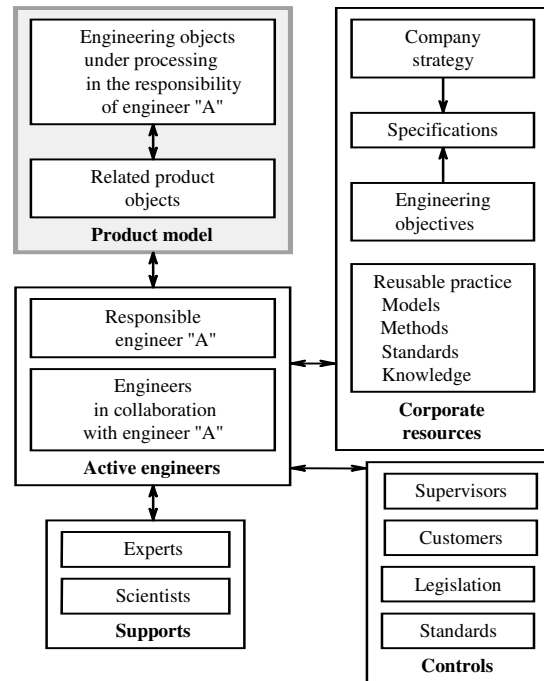 Engineering objects
under processing
in the responsibility
of engineer "A"
Related product
objects
Product model
Responsible
engineer "A"
Engineers
in collaboration
with engineer "A"
Active engineers
Experts
Scientists
Supports
Company
strategy
Specifications
Engineering
objectives
Reusable practice
Models
Methods
Standards
Knowledge
Corporate
resources
Supervisors
Customers
Legislation
Standards
Controls